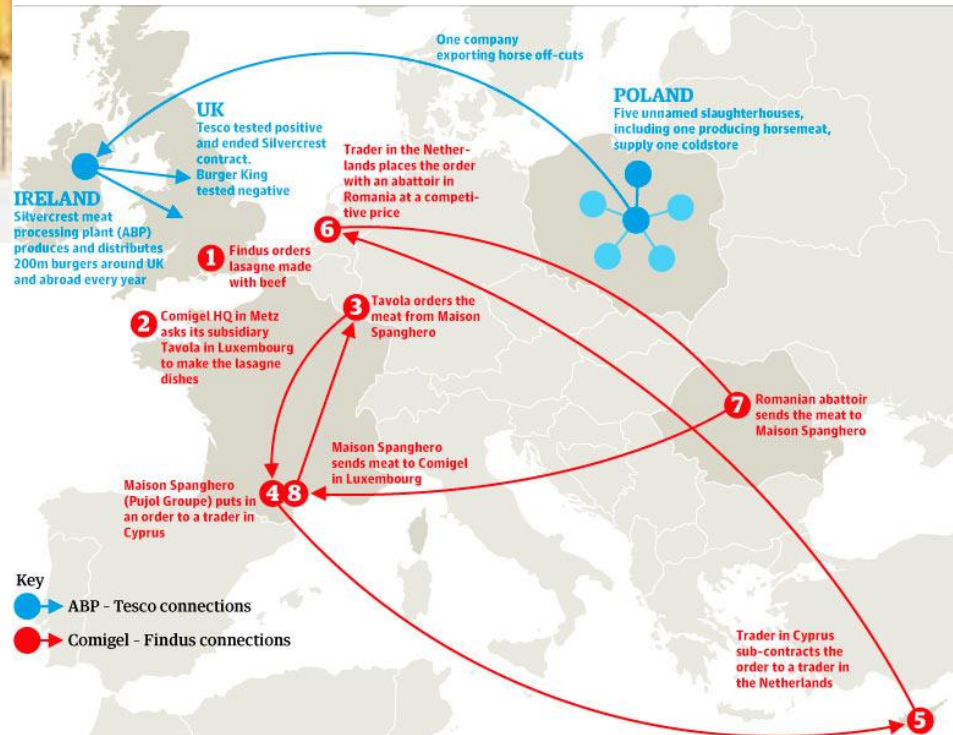 One company
exporting horse off-cuts
POLAND
Five unnamed slaughterhouses,
including one producing horsemeat,
supply one coldstore
UK
Tesco tested positive
and ended Silvercrest
contract.
Burger King
tested negative
IRELAND
Silvercrest meat
processing plant (ABP)
produces and distributes
200m burgers around UK
and abroad every year
Trader in the Nether-
lands places the order
with an abattoir in
Romania at a competi-
tive price
6
1
Findus orders
lasagne made
with beef
2
Comigel HQ in Metz
asks its subsidiary
Tavola in Luxembourg
to make the lasagne
dishes
3
Tavola orders the
meat from Maison
Spanghero
7
Romanian abattoir
sends the meat to
Maison Spanghero
Maison Spanghero
sends meat to Comigel
in Luxembourg
Maison Spanghero
(Pujol Groupe) puts in
an order to a trader in
Cyprus
4 8
Key
ABP - Tesco connections
Comigel - Findus connections
Trader in Cyprus
sub-contracts the
order to a trader in
the Netherlands
5